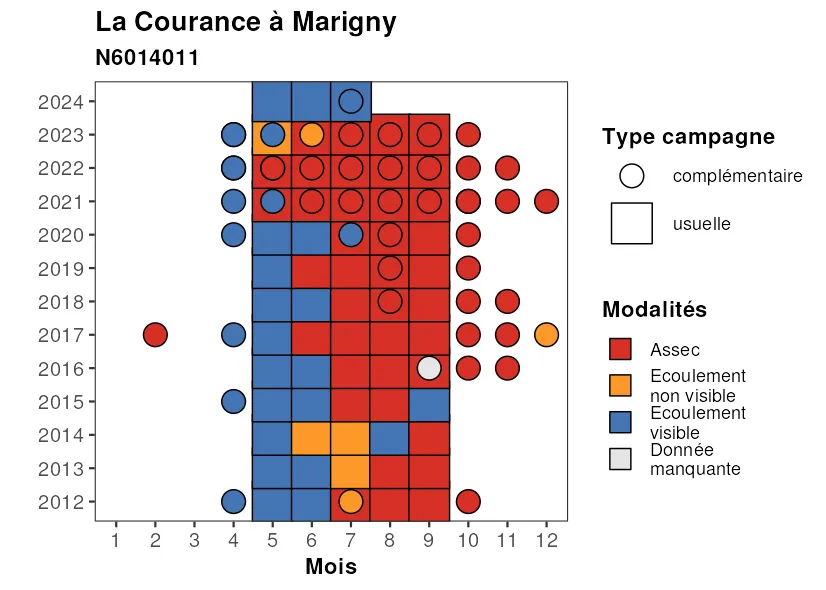 La Courance à Marigny
N6014011
2024
2023
2022
2021
2020
2019
2018
2017
2016
2015
2014
2013
2012
1 2 3 4 5 6 7 8 9 10 11 12
Mois
Type campagne
complémentaire
usuelle
Modalités
Assec
Ecoulement
non visible
Ecoulement
visible
Donnée
manquante